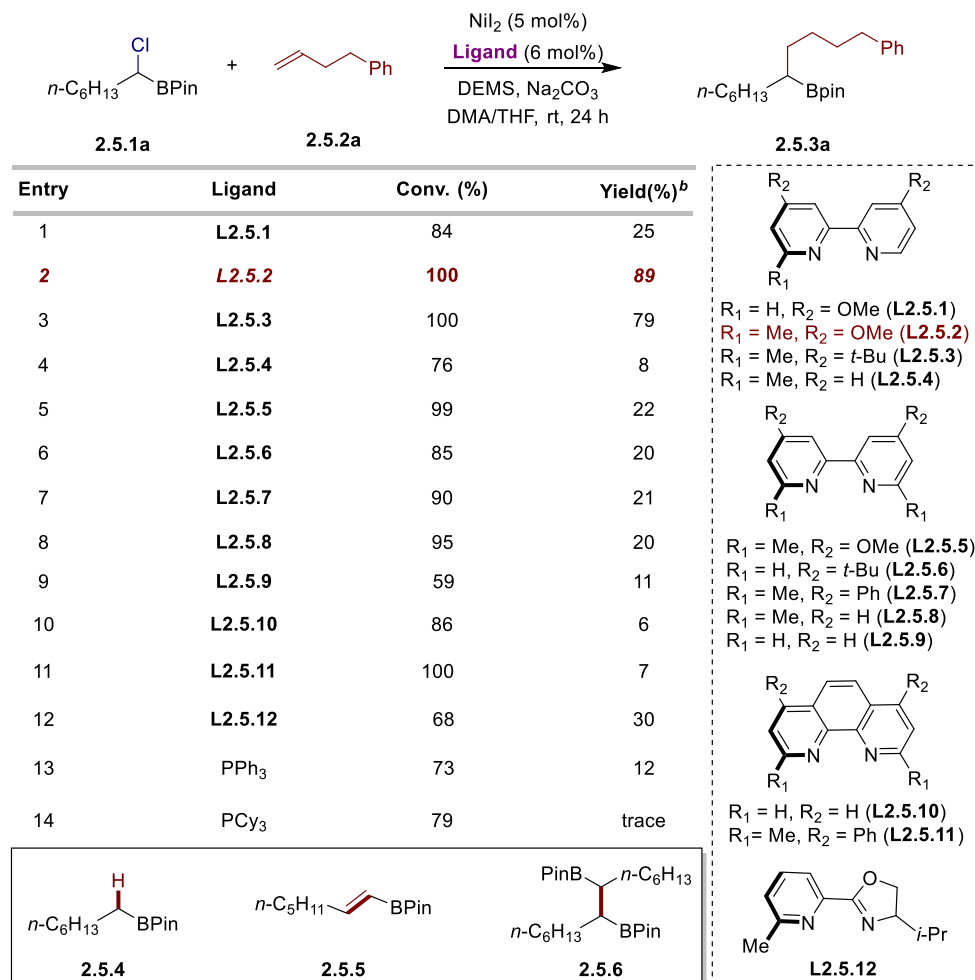 Cl
n-C₆H₁₃
BPin
2.5.1a
+
Ph
2.5.2a
NiI₂ (5 mol%)
Ligand (6 mol%)
DEMS, Na₂CO₃
DMA/THF, rt, 24 h
Ph
n-C₆H₁₃
Bpin
2.5.3a
Entry Ligand Conv. (%) Yield(%)ᵇ
1 L2.5.1 84 25
2 L2.5.2 100 89
3 L2.5.3 100 79
4 L2.5.4 76 8
5 L2.5.5 99 22
6 L2.5.6 85 20
7 L2.5.7 90 21
8 L2.5.8 95 20
9 L2.5.9 59 11
10 L2.5.10 86 6
11 L2.5.11 100 7
12 L2.5.12 68 30
13 PPh₃ 73 12
14 PCy₃ 79 trace
H
n-C₆H₁₃
BPin
2.5.4
n-C₅H₁₁
BPin
2.5.5
PinB
n-C₆H₁₃
n-C₆H₁₃
BPin
2.5.6
R₂ R₂
N N
R₁
R₁ = H, R₂ = OMe (L2.5.1)
R₁ = Me, R₂ = OMe (L2.5.2)
R₁ = Me, R₂ = t-Bu (L2.5.3)
R₁ = Me, R₂ = H (L2.5.4)
R₂ R₂
N N
R₁ R₁
R₁ = Me, R₂ = OMe (L2.5.5)
R₁ = H, R₂ = t-Bu (L2.5.6)
R₁ = Me, R₂ = Ph (L2.5.7)
R₁ = Me, R₂ = H (L2.5.8)
R₁ = H, R₂ = H (L2.5.9)
R₂ R₂
N N
R₁ R₁
R₁ = H, R₂ = H (L2.5.10)
R₁= Me, R₂ = Ph (L2.5.11)
O
N N
Me
i-Pr
L2.5.12